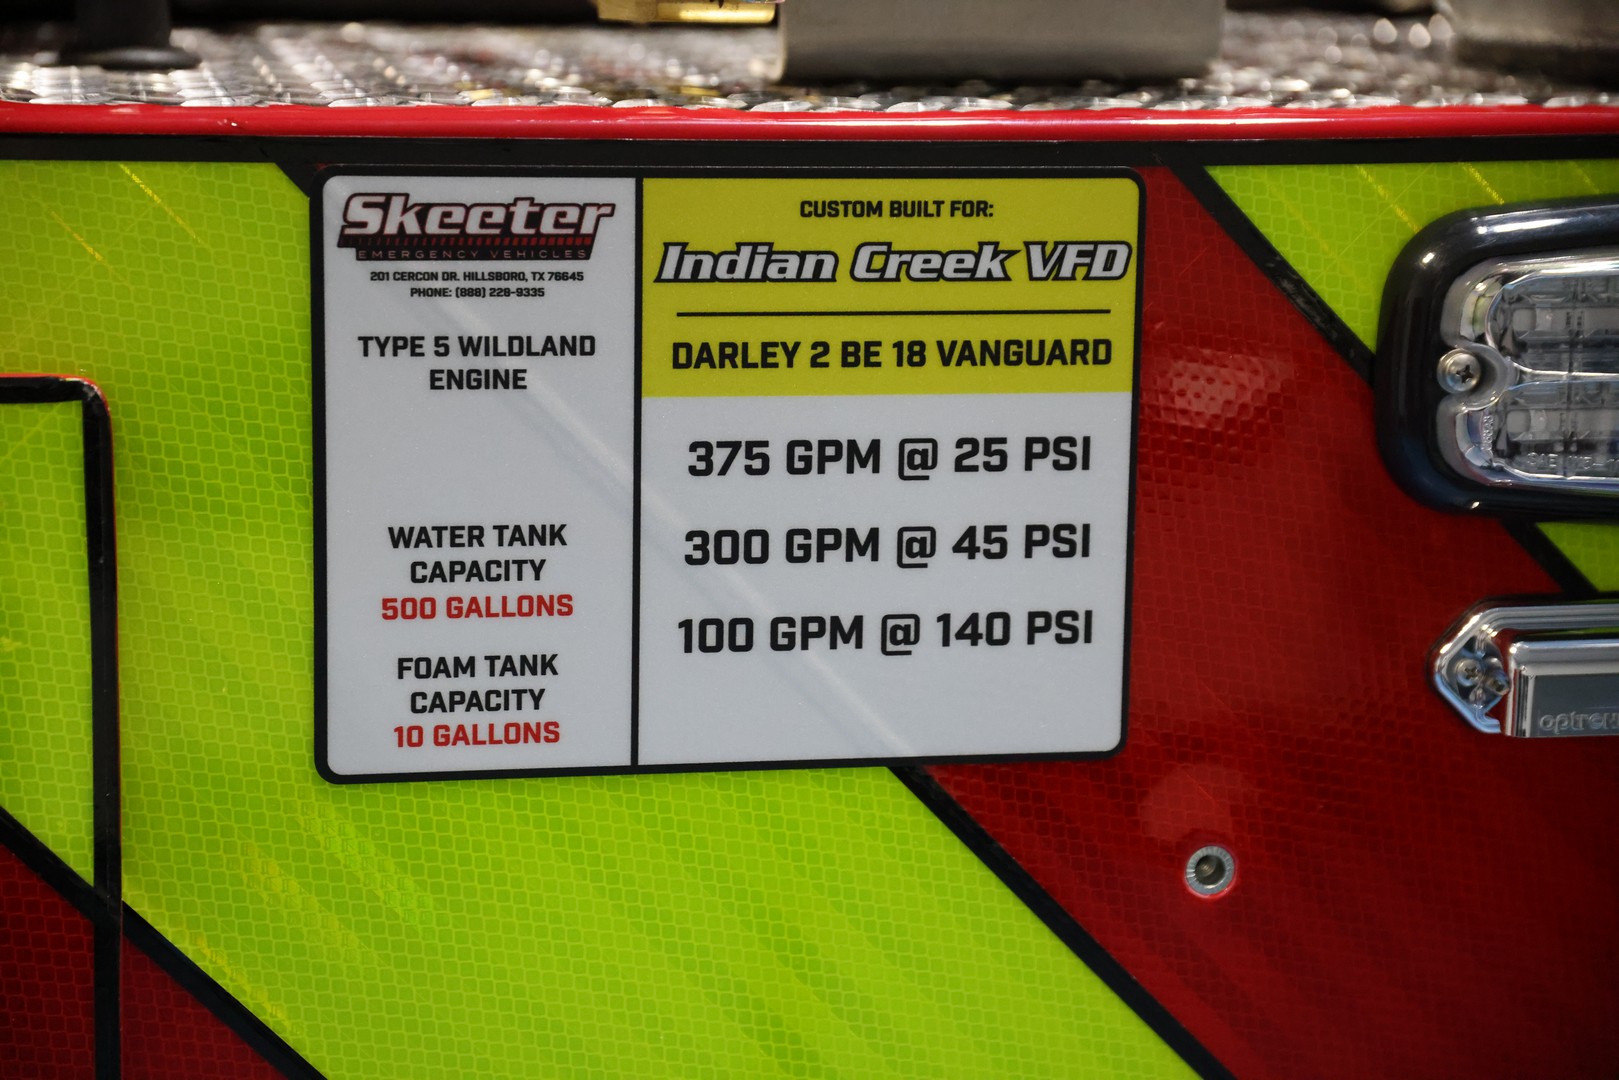 Skeeter
EMERGENCY VEHICLES
201 CERCON DR. HILLSBORO, TX 76645
PHONE: (888) 228-9335
TYPE 5 WILDLAND
ENGINE
WATER TANK
CAPACITY
500 GALLONS
FOAM TANK
CAPACITY
10 GALLONS
CUSTOM BUILT FOR:
Indian Creek VFD
DARLEY 2 BE 18 VANGUARD
375 GPM @ 25 PSI
300 GPM @ 45 PSI
100 GPM @ 140 PSI